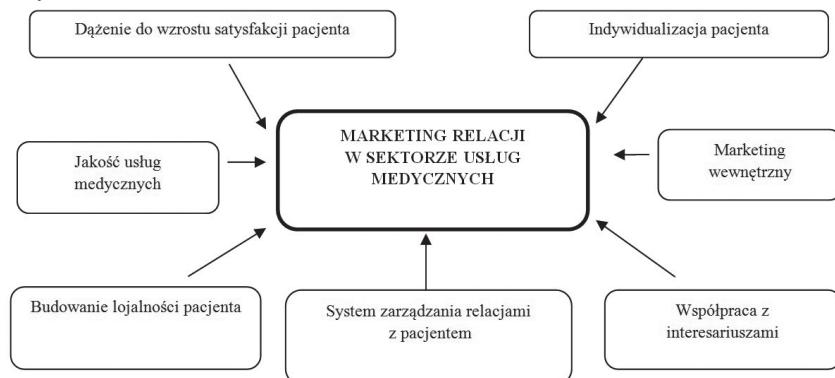 Dążenie do wzrostu satysfakcji pacjenta
Indywidualizacja pacjenta
MARKETING RELACJI
W SEKTORZE USŁUG
MEDYCZNYCH
Jakość usług
medycznych
Marketing
wewnętrzny
Budowanie lojalności pacjenta
System zarządzania relacjami
z pacjentem
Współpraca z
interesariuszami